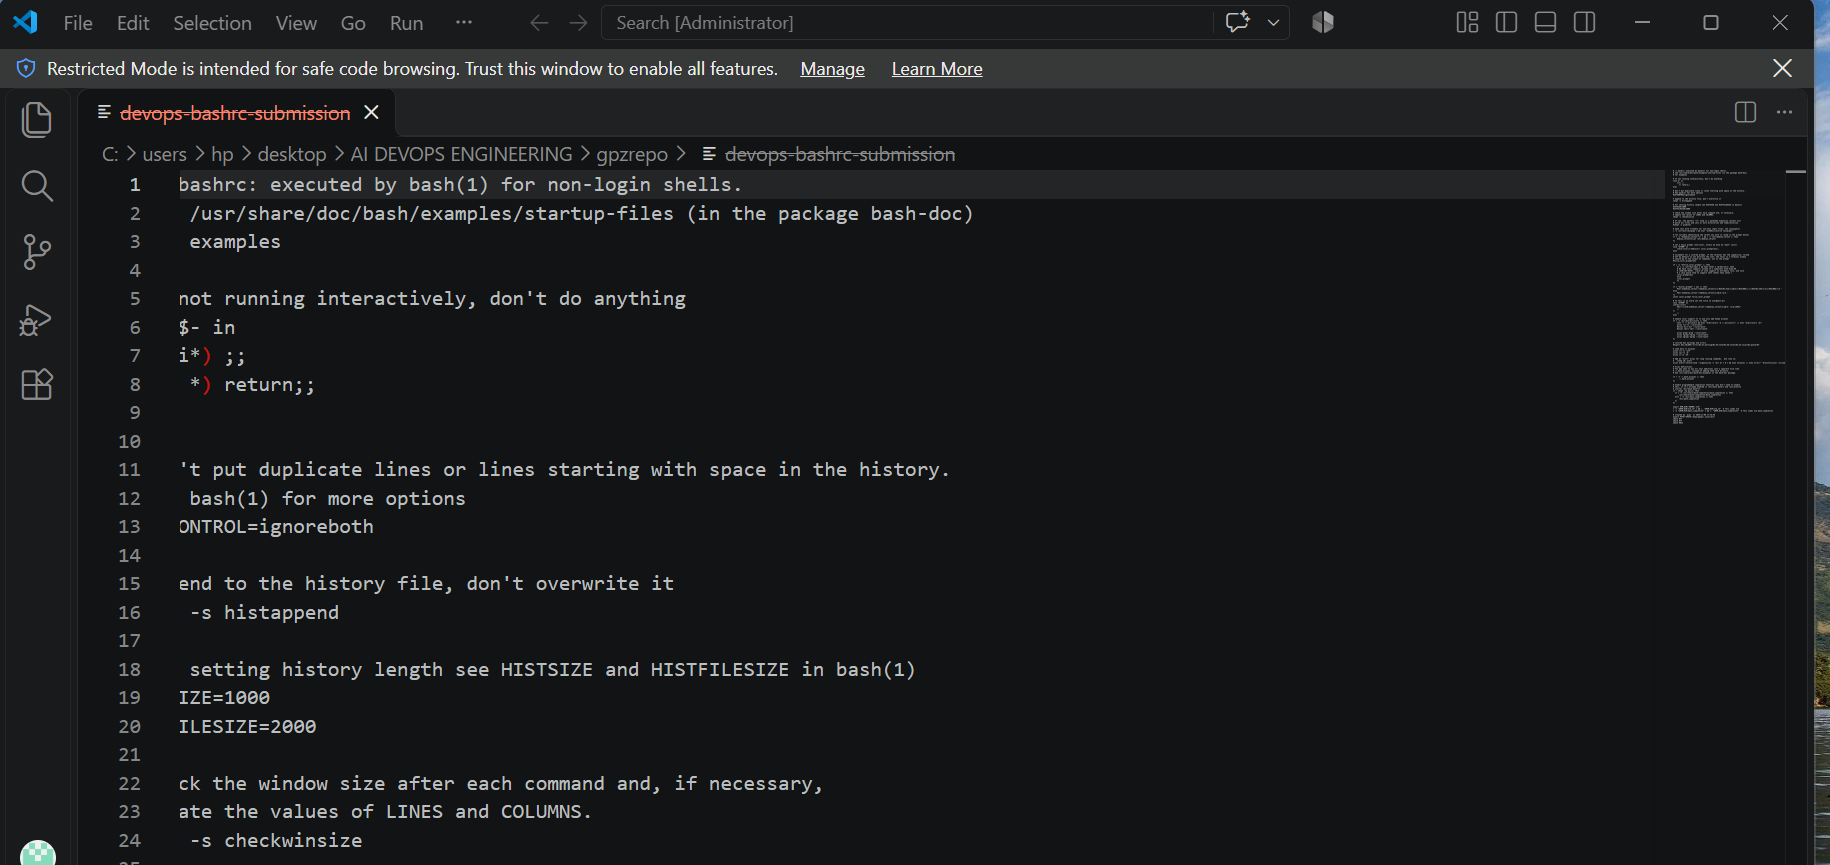 File Edit Selection View Go Run ··· Search [Administrator]
Restricted Mode is intended for safe code browsing. Trust this window to enable all features. Manage Learn More
devops-bashrc-submission
C: > users > hp > desktop > AI DEVOPS ENGINEERING > gpzrepo > devops-bashrc-submission
1 bashrc: executed by bash(1) for non-login shells.
2 /usr/share/doc/bash/examples/startup-files (in the package bash-doc)
3 examples
4
5 not running interactively, don't do anything
6 $- in
7 i*) ;;
8 *) return;;
9
10
11 't put duplicate lines or lines starting with space in the history.
12 bash(1) for more options
13 ONTROL=ignoreboth
14
15 end to the history file, don't overwrite it
16 -s histappend
17
18 setting history length see HISTSIZE and HISTFILESIZE in bash(1)
19 IZE=1000
20 ILESIZE=2000
21
22 ck the window size after each command and, if necessary,
23 ate the values of LINES and COLUMNS.
24 -s checkwinsize